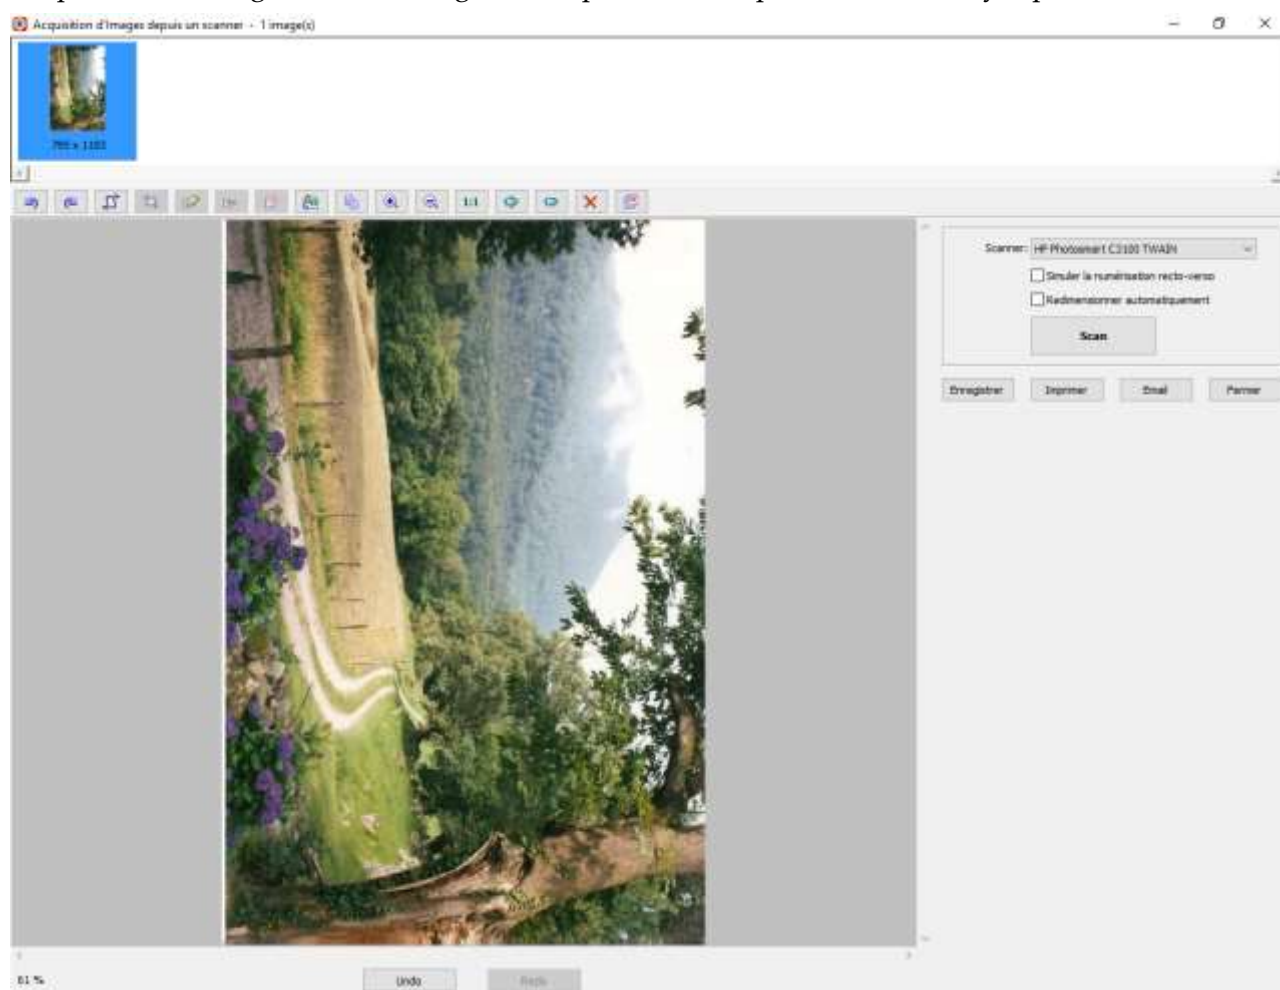 Acquisition d'Images depuis un scanner - 1 image(s)
1:1
Scanner: HP Photosmart C3100 TWAIN
Simuler la numérisation recto-verso
Redimensionner automatiquement
Scan
Enregistrer Imprimer Email Fermer
61 %
Undo Redo